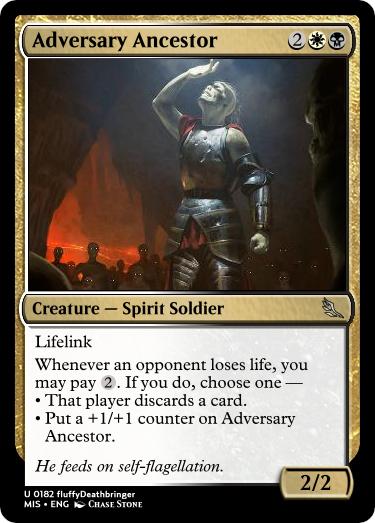 Adversary Ancestor 2
Creature — Spirit Soldier
Lifelink
Whenever an opponent loses life, you
may pay 2. If you do, choose one —
• That player discards a card.
• Put a +1/+1 counter on Adversary
Ancestor.
He feeds on self-flagellation.
2/2
U 0182 fluffyDeathbringer
MIS • ENG Chase Stone